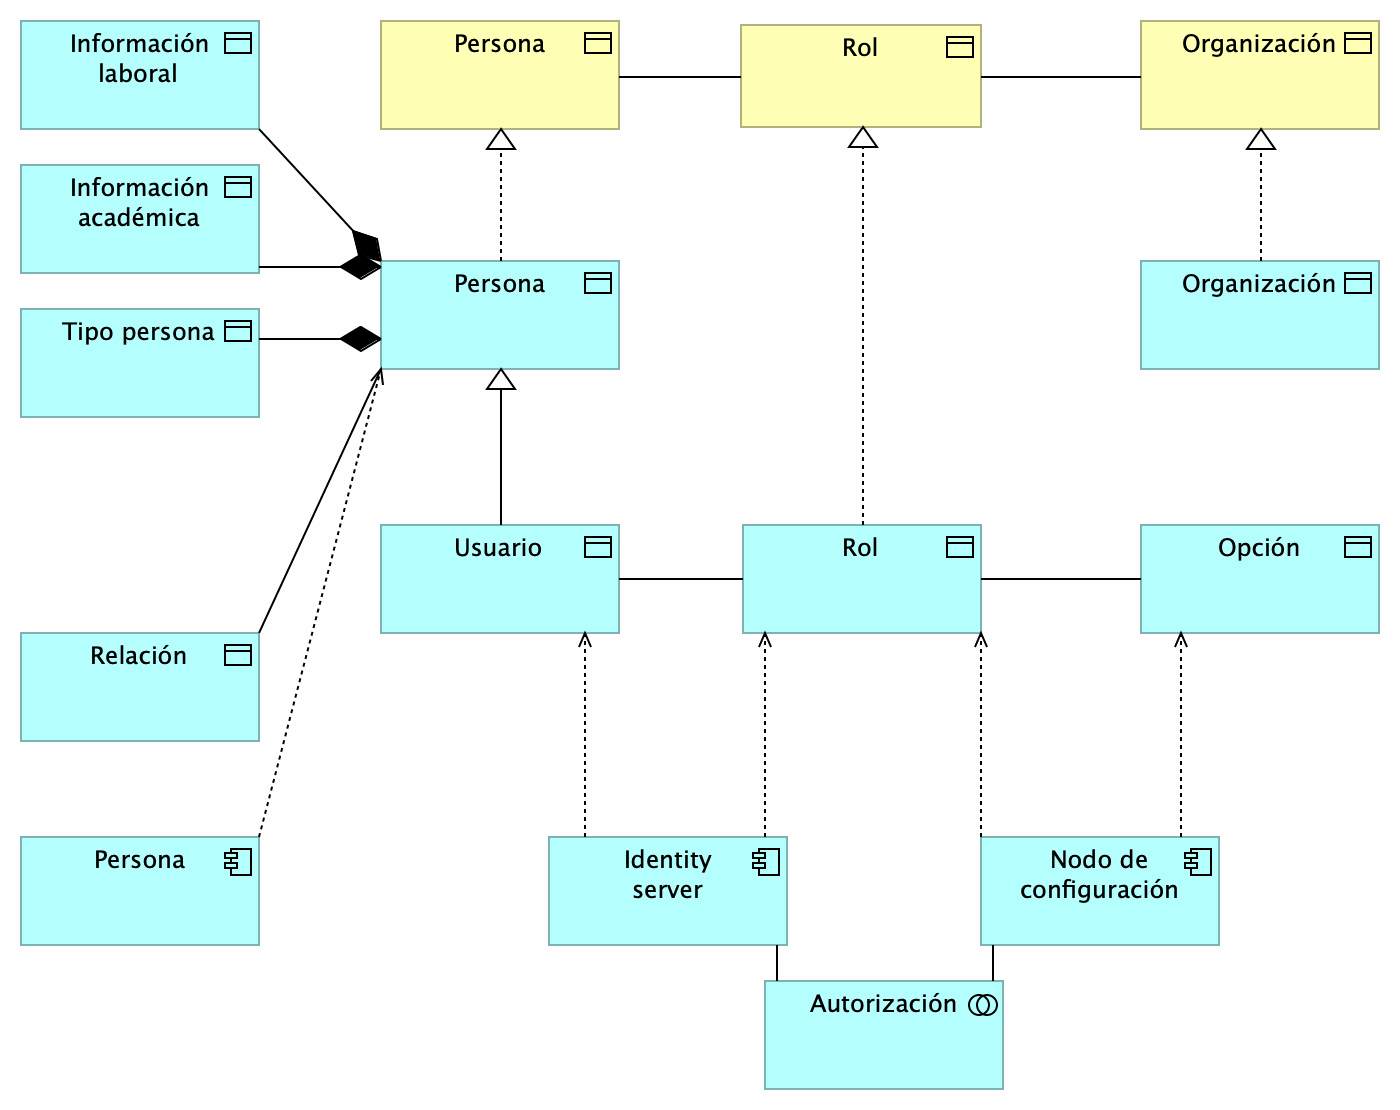 Información
laboral
Persona
Rol
Organización
Información
académica
Persona
Organización
Tipo persona
Usuario
Rol
Opción
Relación
Persona
Identity
server
Nodo de
configuración
Autorización